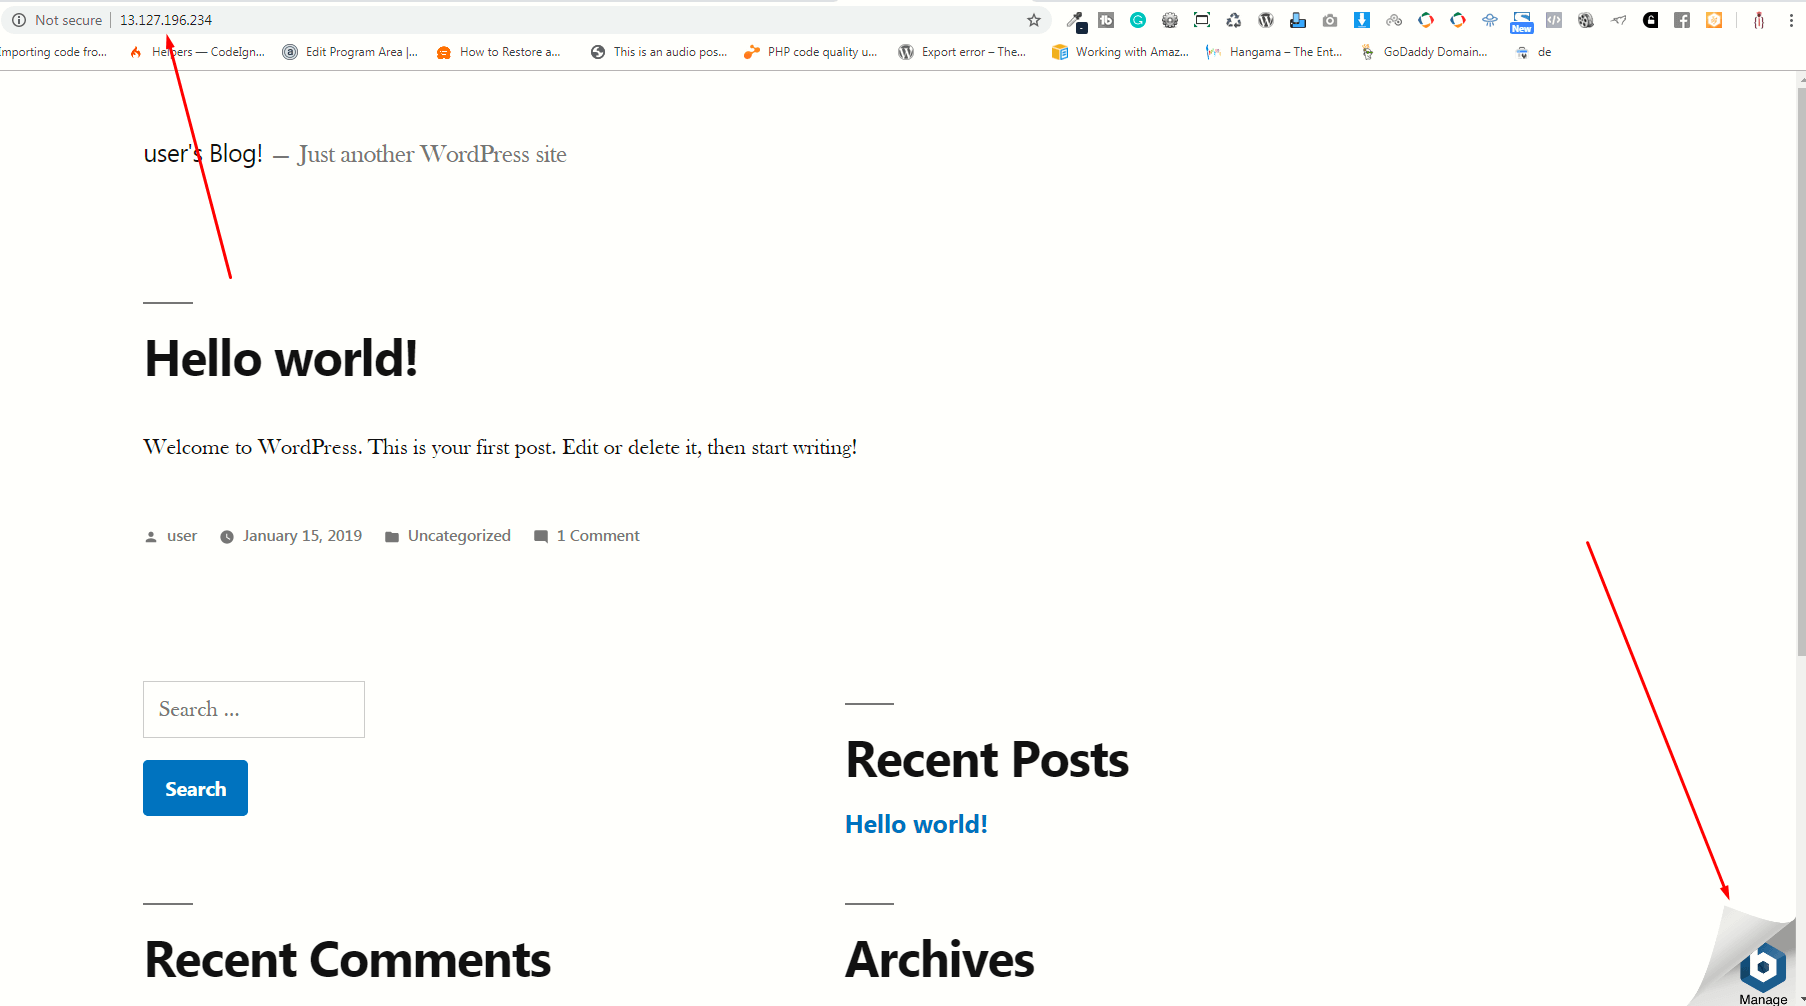 Not secure | 13.127.196.234
New
importing code fro... Helpers — CodeIgn... Edit Program Area |... How to Restore a... This is an audio pos... PHP code quality u... Export error – The... Working with Amaz... Hangama – The Ent... GoDaddy Domain... de
user's Blog! — Just another WordPress site
Hello world!
Welcome to WordPress. This is your first post. Edit or delete it, then start writing!
user January 15, 2019 Uncategorized 1 Comment
Search ...
Search
Recent Posts
Hello world!
Recent Comments
Archives
Manage